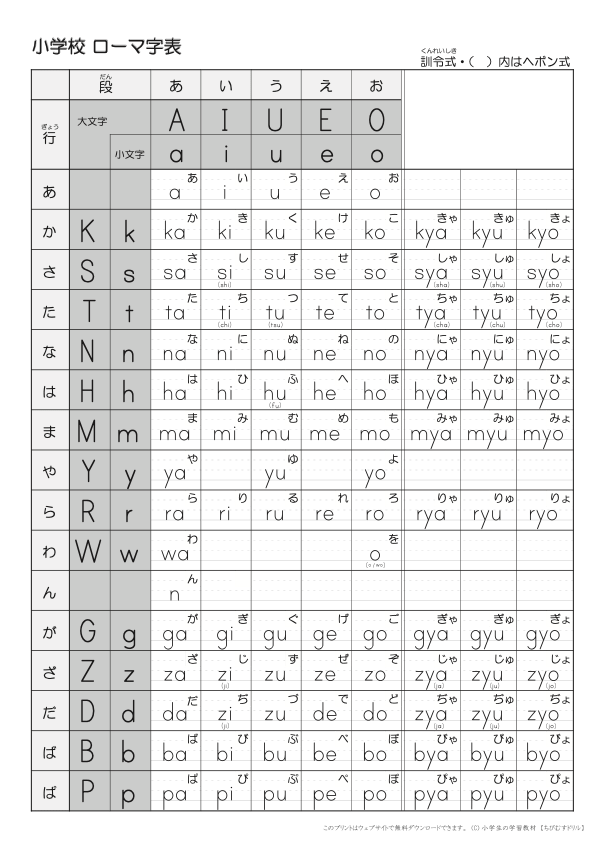 小学校 ローマ字表
くんれいしき
訓令式・(　) 内はヘボン式
だん
段 あ い う え お
ぎょう
行 大文字 A I U E O
小文字 a i u e o
あ い う え お
あ a i u e o
か き く け こ きゃ きゅ きょ
か K k ka ki ku ke ko kya kyu kyo
さ し す せ そ しゃ しゅ しょ
さ S s sa si su se so sya syu syo
(shi) (sha) (shu) (sho)
た ち つ て と ちゃ ちゅ ちょ
た T t ta ti tu te to tya tyu tyo
(chi) (tsu) (cha) (chu) (cho)
な に ぬ ね の にゃ にゅ にょ
な N n na ni nu ne no nya nyu nyo
は ひ ふ へ ほ ひゃ ひゅ ひょ
は H h ha hi hu he ho hya hyu hyo
(fu)
ま み む め も みゃ みゅ みょ
ま M m ma mi mu me mo mya myu myo
や ゆ よ
や Y y ya yu yo
ら り る れ ろ りゃ りゅ りょ
ら R r ra ri ru re ro rya ryu ryo
わ を
わ W w wa o
(o/wo)
ん
ん n
が ぎ ぐ げ ご ぎゃ ぎゅ ぎょ
が G g ga gi gu ge go gya gyu gyo
ざ じ ず ぜ ぞ じゃ じゅ じょ
ざ Z z za zi zu ze zo zya zyu zyo
(ji) (ja) (ju) (jo)
だ ぢ づ で ど ぢゃ ぢゅ ぢょ
だ D d da zi zu de do zya zyu zyo
(ji) (ja) (ju) (jo)
ば び ぶ べ ぼ びゃ びゅ びょ
ば B b ba bi bu be bo bya byu byo
ぱ ぴ ぷ ぺ ぽ ぴゃ ぴゅ ぴょ
ぱ P p pa pi pu pe po pya pyu pyo
このプリントはウェブサイトで無料ダウンロードできます。 (C) 小学生の学習教材 【ちびむすドリル】